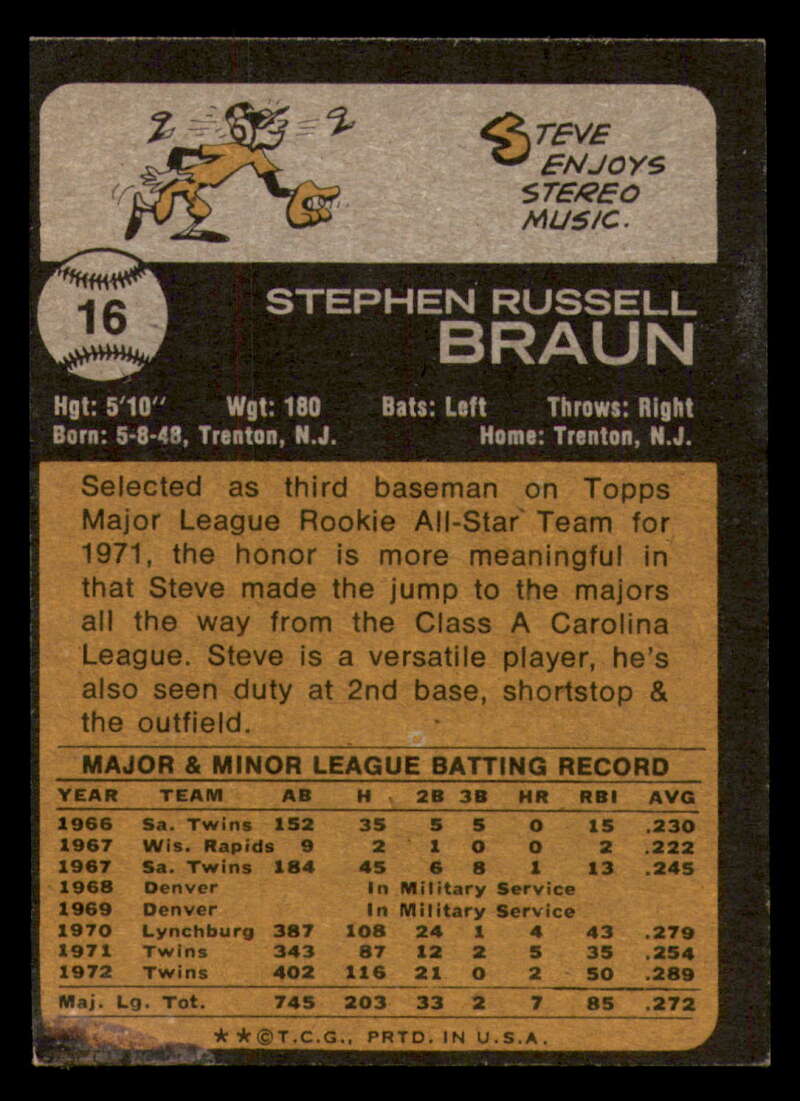 2 2
STEVE
ENJOYS
STEREO
MUSIC.
16
STEPHEN RUSSELL
BRAUN
Hgt: 5'10" Wgt: 180 Bats: Left Throws: Right
Born: 5-8-48, Trenton, N.J. Home: Trenton, N.J.
Selected as third baseman on Topps
Major League Rookie All-Star Team for
1971, the honor is more meaningful in
that Steve made the jump to the majors
all the way from the Class A Carolina
League. Steve is a versatile player, he's
also seen duty at 2nd base, shortstop &
the outfield.
MAJOR & MINOR LEAGUE BATTING RECORD
YEAR TEAM AB H 2B 3B HR RBI AVG
1966 Sa. Twins 152 35 5 5 0 15 .230
1967 Wis. Rapids 9 2 1 0 0 2 .222
1967 Sa. Twins 184 45 6 8 1 13 .245
1968 Denver In Military Service
1969 Denver In Military Service
1970 Lynchburg 387 108 24 1 4 43 .279
1971 Twins 343 87 12 2 5 35 .254
1972 Twins 402 116 21 0 2 50 .289
Maj. Lg. Tot. 745 203 33 2 7 85 .272
**©T.C.G., PRTD. IN U.S.A.